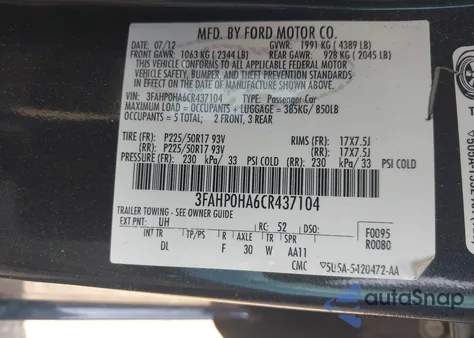 MFD. BY FORD MOTOR CO.
DATE: 07/12 GVWR: 1991 KG (4389 LB)
FRONT GAWR: 1063 KG (2344 LB) REAR GAWR: 928 KG (2045 LB)
THIS VEHICLE CONFORMS TO ALL APPLICABLE FEDERAL MOTOR
VEHICLE SAFETY, BUMPER, AND THEFT PREVENTION STANDARDS IN
EFFECT ON THE DATE OF MANUFACTURE SHOWN ABOVE.
VIN: 3FAHP0HA6CR437104 TYPE: Passenger Car
MAXIMUM LOAD = OCCUPANTS + LUGGAGE = 385KG/ 850LB
OCCUPANTS = 5 TOTAL; 2 FRONT, 3 REAR
TIRE (FR): P225/50R17 93V RIMS (FR): 17X7.5J
TIRE (RR): P225/50R17 93V RIMS (RR): 17X7.5J
PRESSURE (FR): 230 kPa/ 33 PSI COLD (RR): 230 kPa/33 PSI COLD
3FAHP0HA6CR437104
TRAILER TOWING - SEE OWNER GUIDE
EXT PNT: UH RC: 52 DSO: F0095
R0080
INT TR TP/PS R AXLE TR SPR
DL F 30 W AA11
CMC 5U5A-5420472-AA
autoSnap